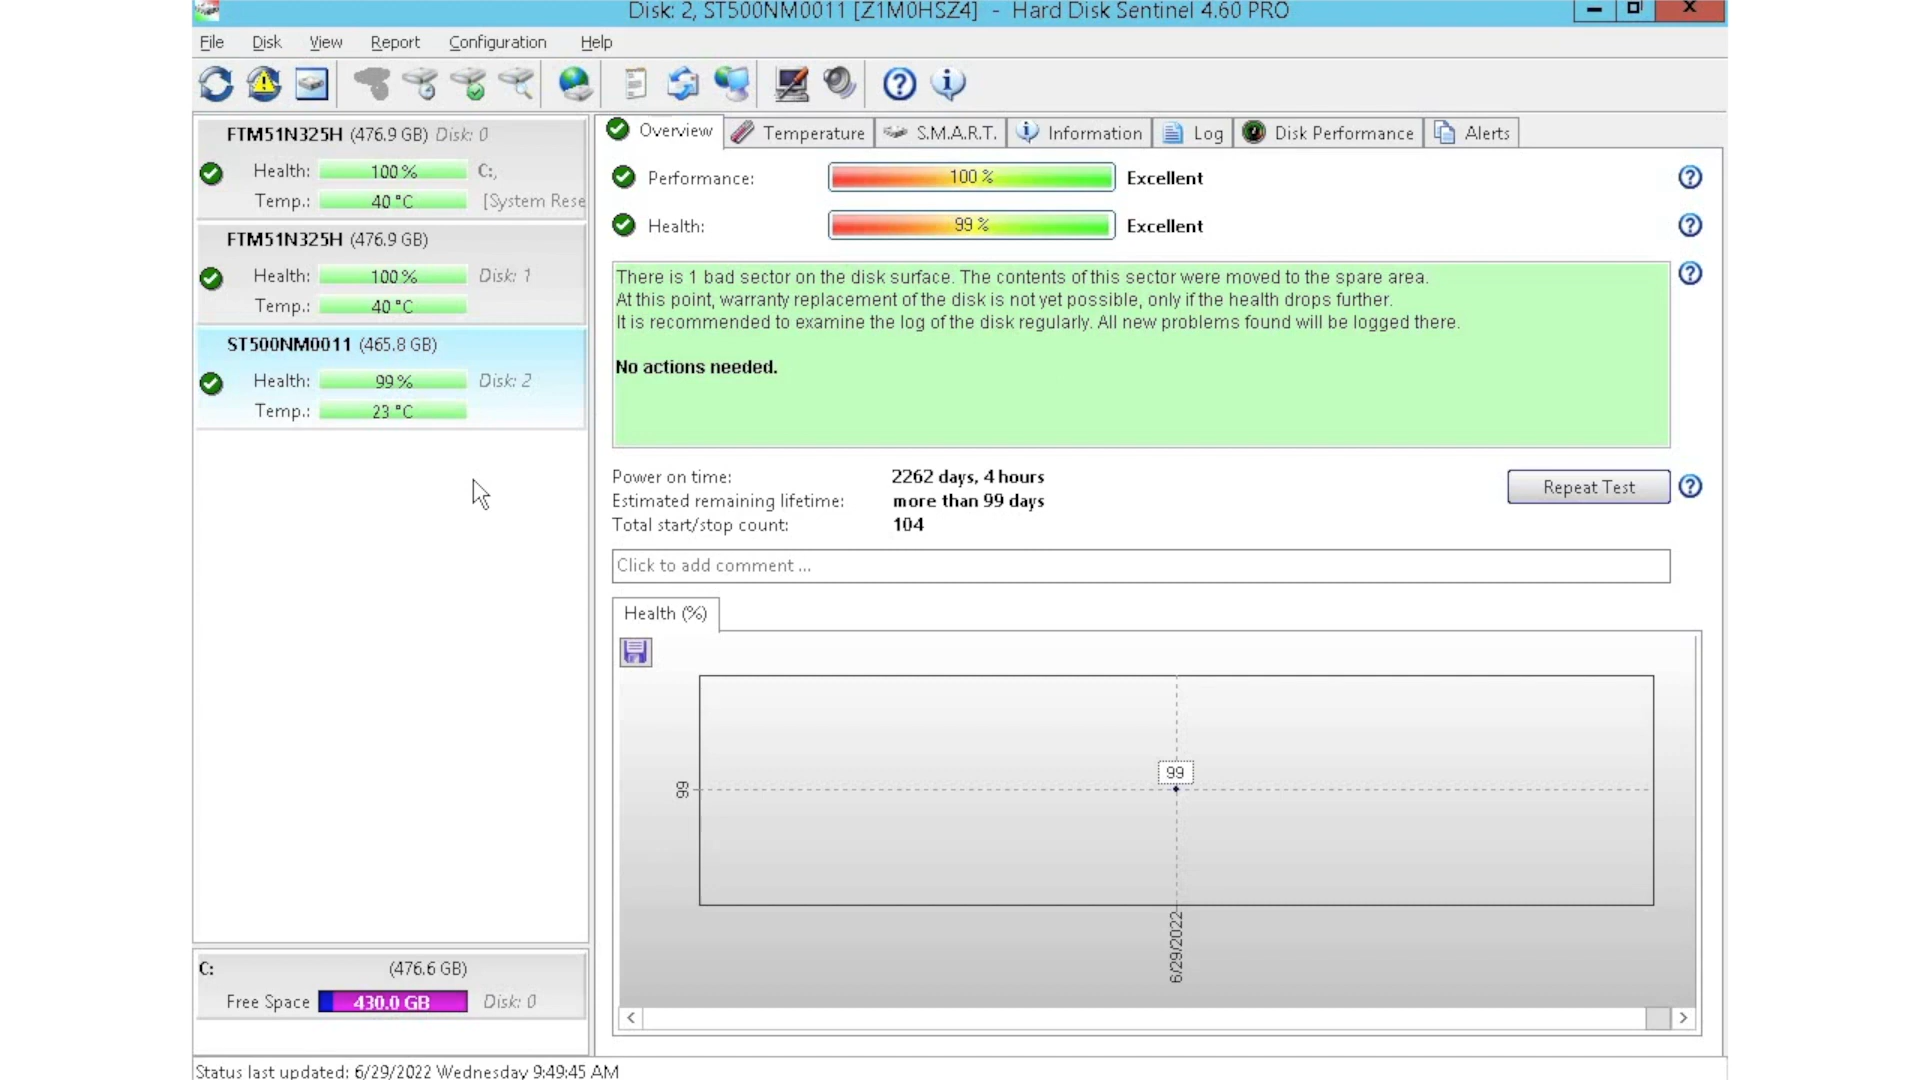 Disk: 2, ST500NM0011 [Z1M0HSZ4] - Hard Disk Sentinel 4.60 PRO
File Disk View Report Configuration Help
FTM51N325H (476.9 GB) Disk: 0
Health: 100 % C:,
Temp.: 40 °C [System Rese
FTM51N325H (476.9 GB)
Health: 100 % Disk: 1
Temp.: 40 °C
ST500NM0011 (465.8 GB)
Health: 99 % Disk: 2
Temp.: 23 °C
C: (476.6 GB)
Free Space 430.0 GB Disk: 0
Overview Temperature S.M.A.R.T. Information Log Disk Performance Alerts
Performance: 100 % Excellent
Health: 99 % Excellent
There is 1 bad sector on the disk surface. The contents of this sector were moved to the spare area.
At this point, warranty replacement of the disk is not yet possible, only if the health drops further.
It is recommended to examine the log of the disk regularly. All new problems found will be logged there.
No actions needed.
Power on time: 2262 days, 4 hours
Estimated remaining lifetime: more than 99 days
Total start/stop count: 104
Repeat Test
Click to add comment ...
Health (%)
99
99
6/29/2022
Status last updated: 6/29/2022 Wednesday 9:49:45 AM